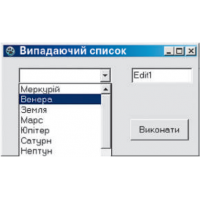 Випадаючий список
Edit1
Меркурій
Венера
Земля
Марс
Юпітер
Сатурн
Нептун
Виконати